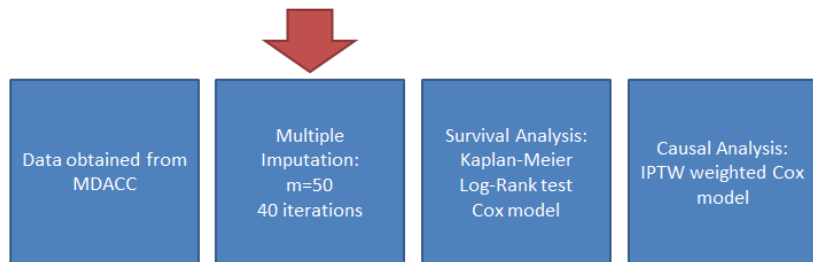 Data obtained from
MDACC
Multiple
Imputation:
m=50
40 iterations
Survival Analysis:
Kaplan-Meier
Log-Rank test
Cox model
Causal Analysis:
IPTW weighted Cox
model